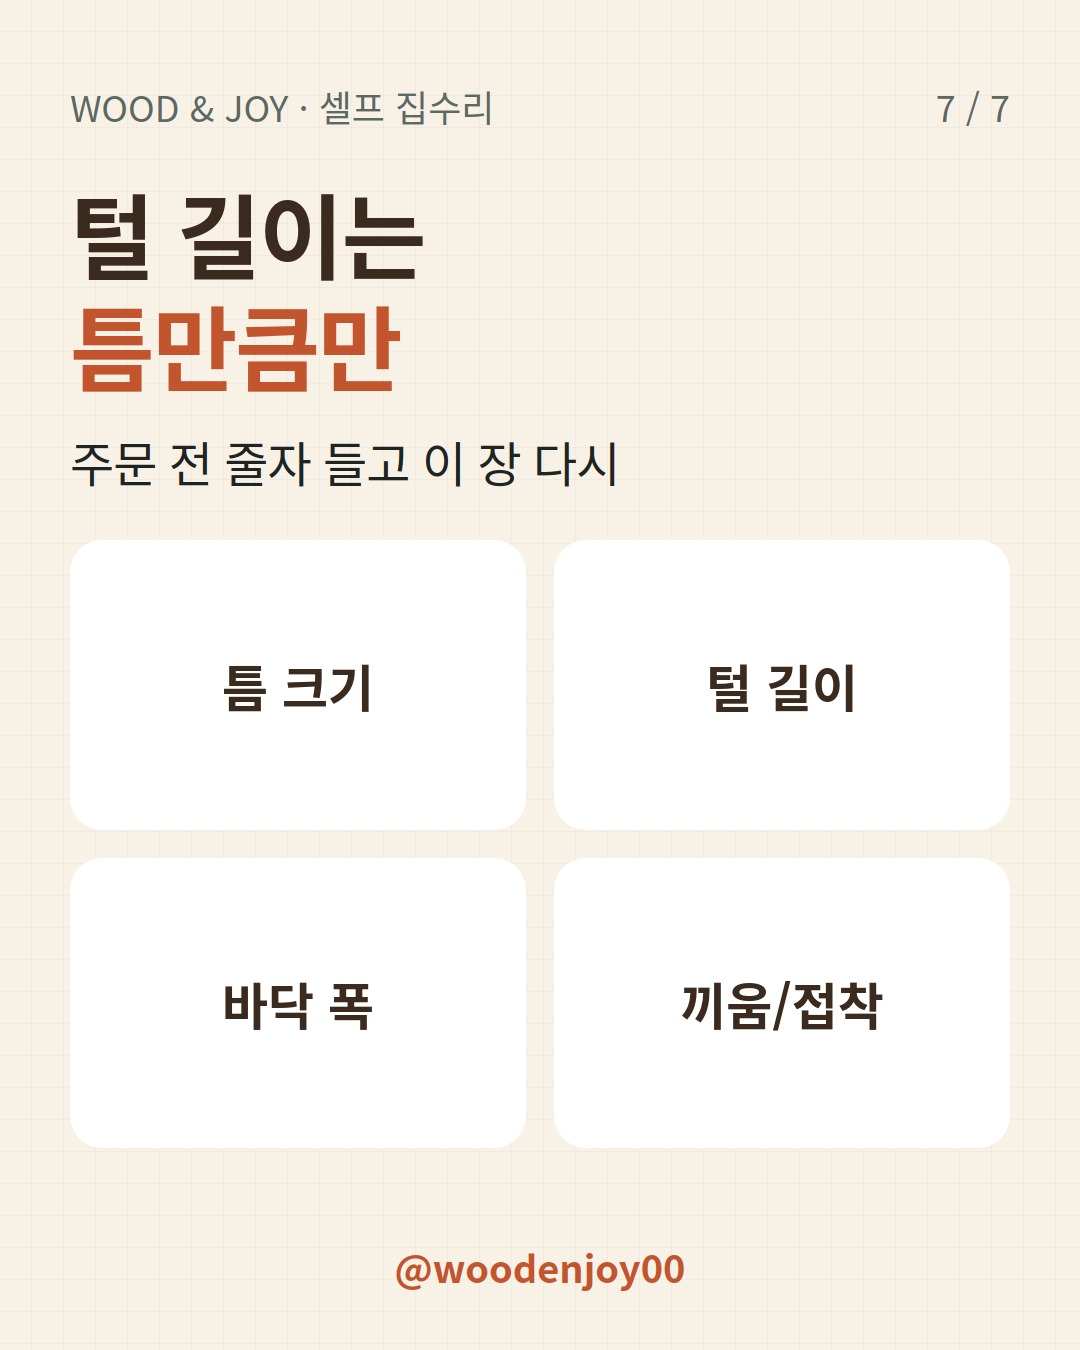 WOOD & JOY · 셀프 집수리
7 / 7
털 길이는
틈만큼만
주문 전 줄자 들고 이 장 다시
틈 크기
털 길이
바닥 폭
끼움/접착
@woodenjoy00